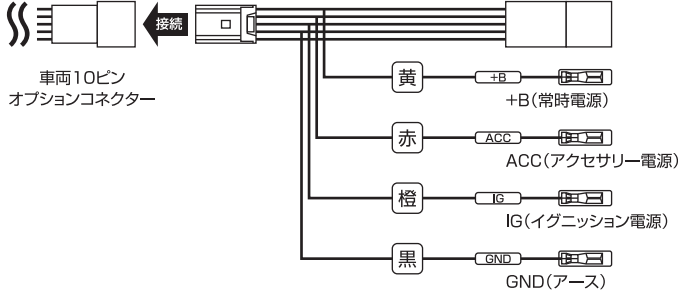 接続
車両10ピン
オプションコネクター
黄
+B
+B(常時電源)
赤
ACC
ACC(アクセサリー電源)
橙
IG
IG(イグニッション電源)
黒
GND
GND(アース)